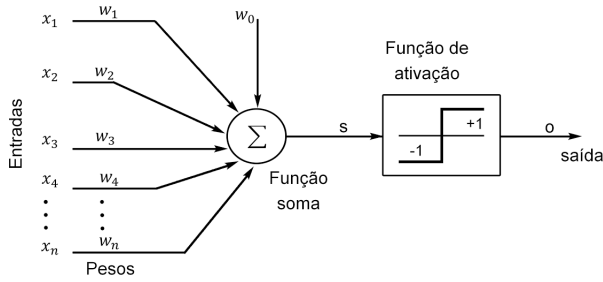 x₁ w₁ w₀
x₂ w₂
x₃ w₃
x₄ w₄
xₙ wₙ
Entradas
Pesos
Σ
Função
soma
s
Função de
ativação
+1
-1
o
saída